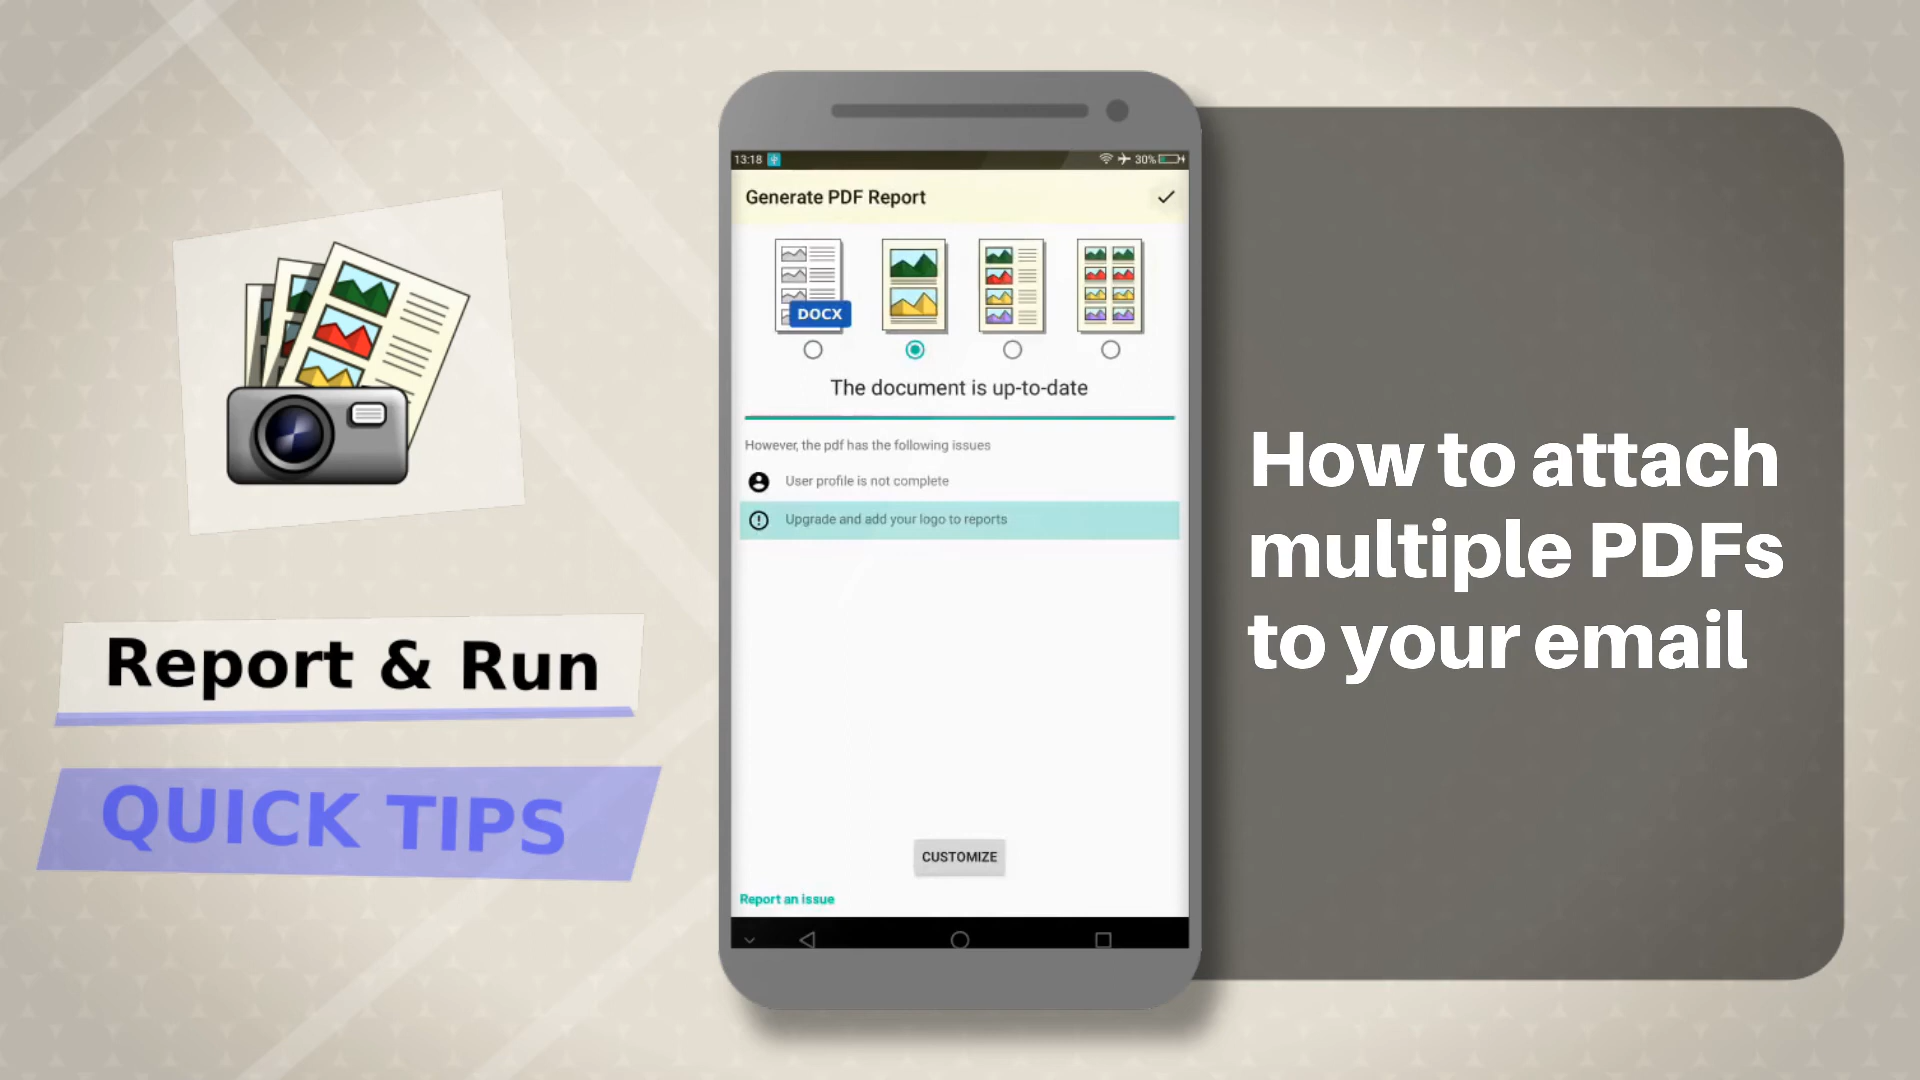 Report & Run
QUICK TIPS
13:18
30%
Generate PDF Report
DOCX
The document is up-to-date
However, the pdf has the following issues
User profile is not complete
Upgrade and add your logo to reports
CUSTOMIZE
Report an issue
How to attach
multiple PDFs
to your email